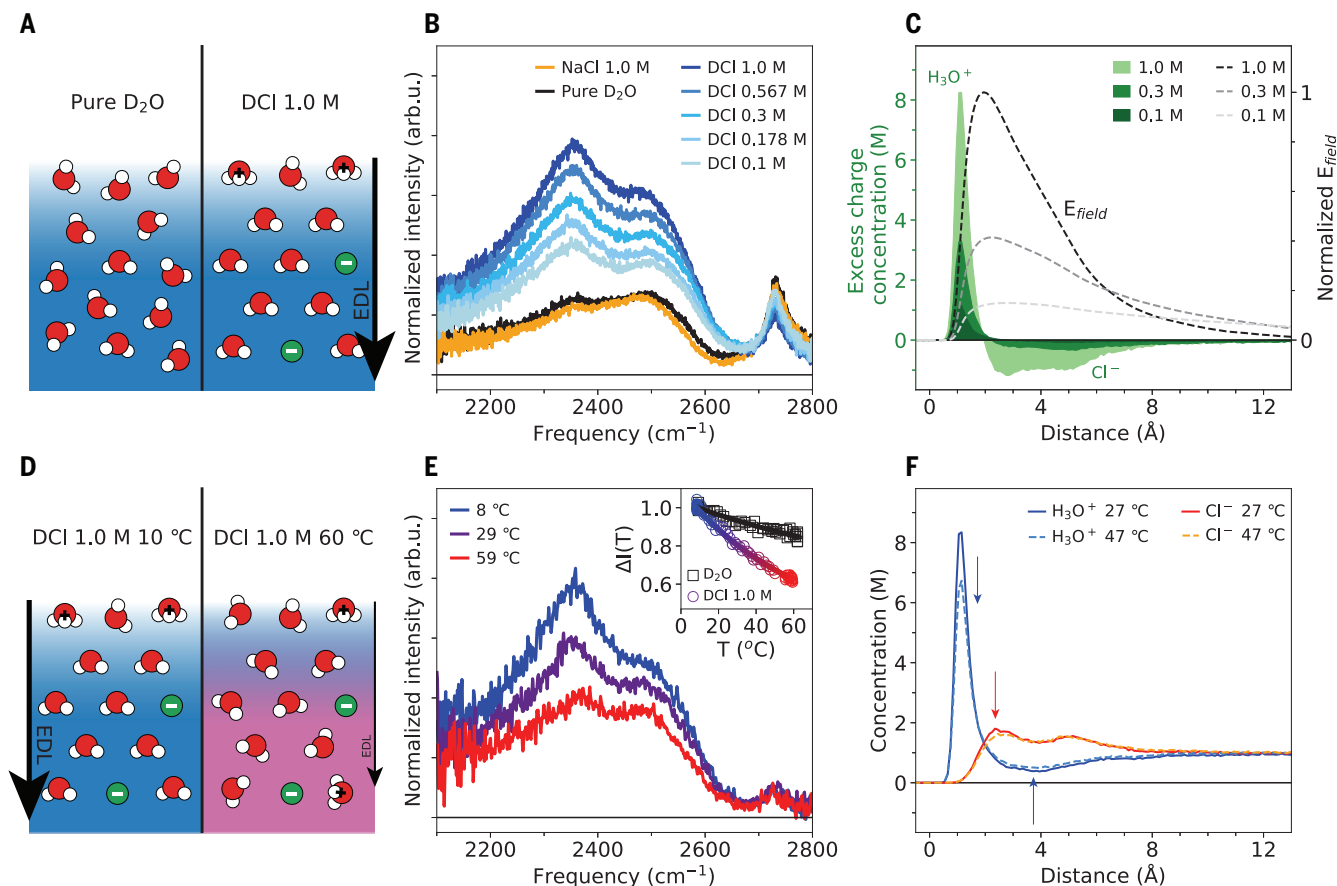 A
Pure D₂O
DCl 1.0 M
EDL
B
Normalized intensity (arb.u.)
NaCl 1.0 M
Pure D₂O
DCl 1.0 M
DCl 0.567 M
DCl 0.3 M
DCl 0.178 M
DCl 0.1 M
2200
2400
2600
2800
Frequency (cm⁻¹)
C
Excess charge
concentration (M)
8
6
4
2
0
H₃O⁺
1.0 M
0.3 M
0.1 M
1.0 M
0.3 M
0.1 M
E_field
Cl⁻
1
0
Normalized E_field
0
4
8
12
Distance (Å)
D
DCl 1.0 M 10 °C
DCl 1.0 M 60 °C
EDL
EDL
E
Normalized intensity (arb.u.)
8 °C
29 °C
59 °C
ΔI(T)
1.0
0.8
0.6
D₂O
DCl 1.0 M
0
20
40
60
T (°C)
2200
2400
2600
2800
Frequency (cm⁻¹)
F
Concentration (M)
8
6
4
2
0
H₃O⁺ 27 °C
H₃O⁺ 47 °C
Cl⁻ 27 °C
Cl⁻ 47 °C
0
4
8
12
Distance (Å)